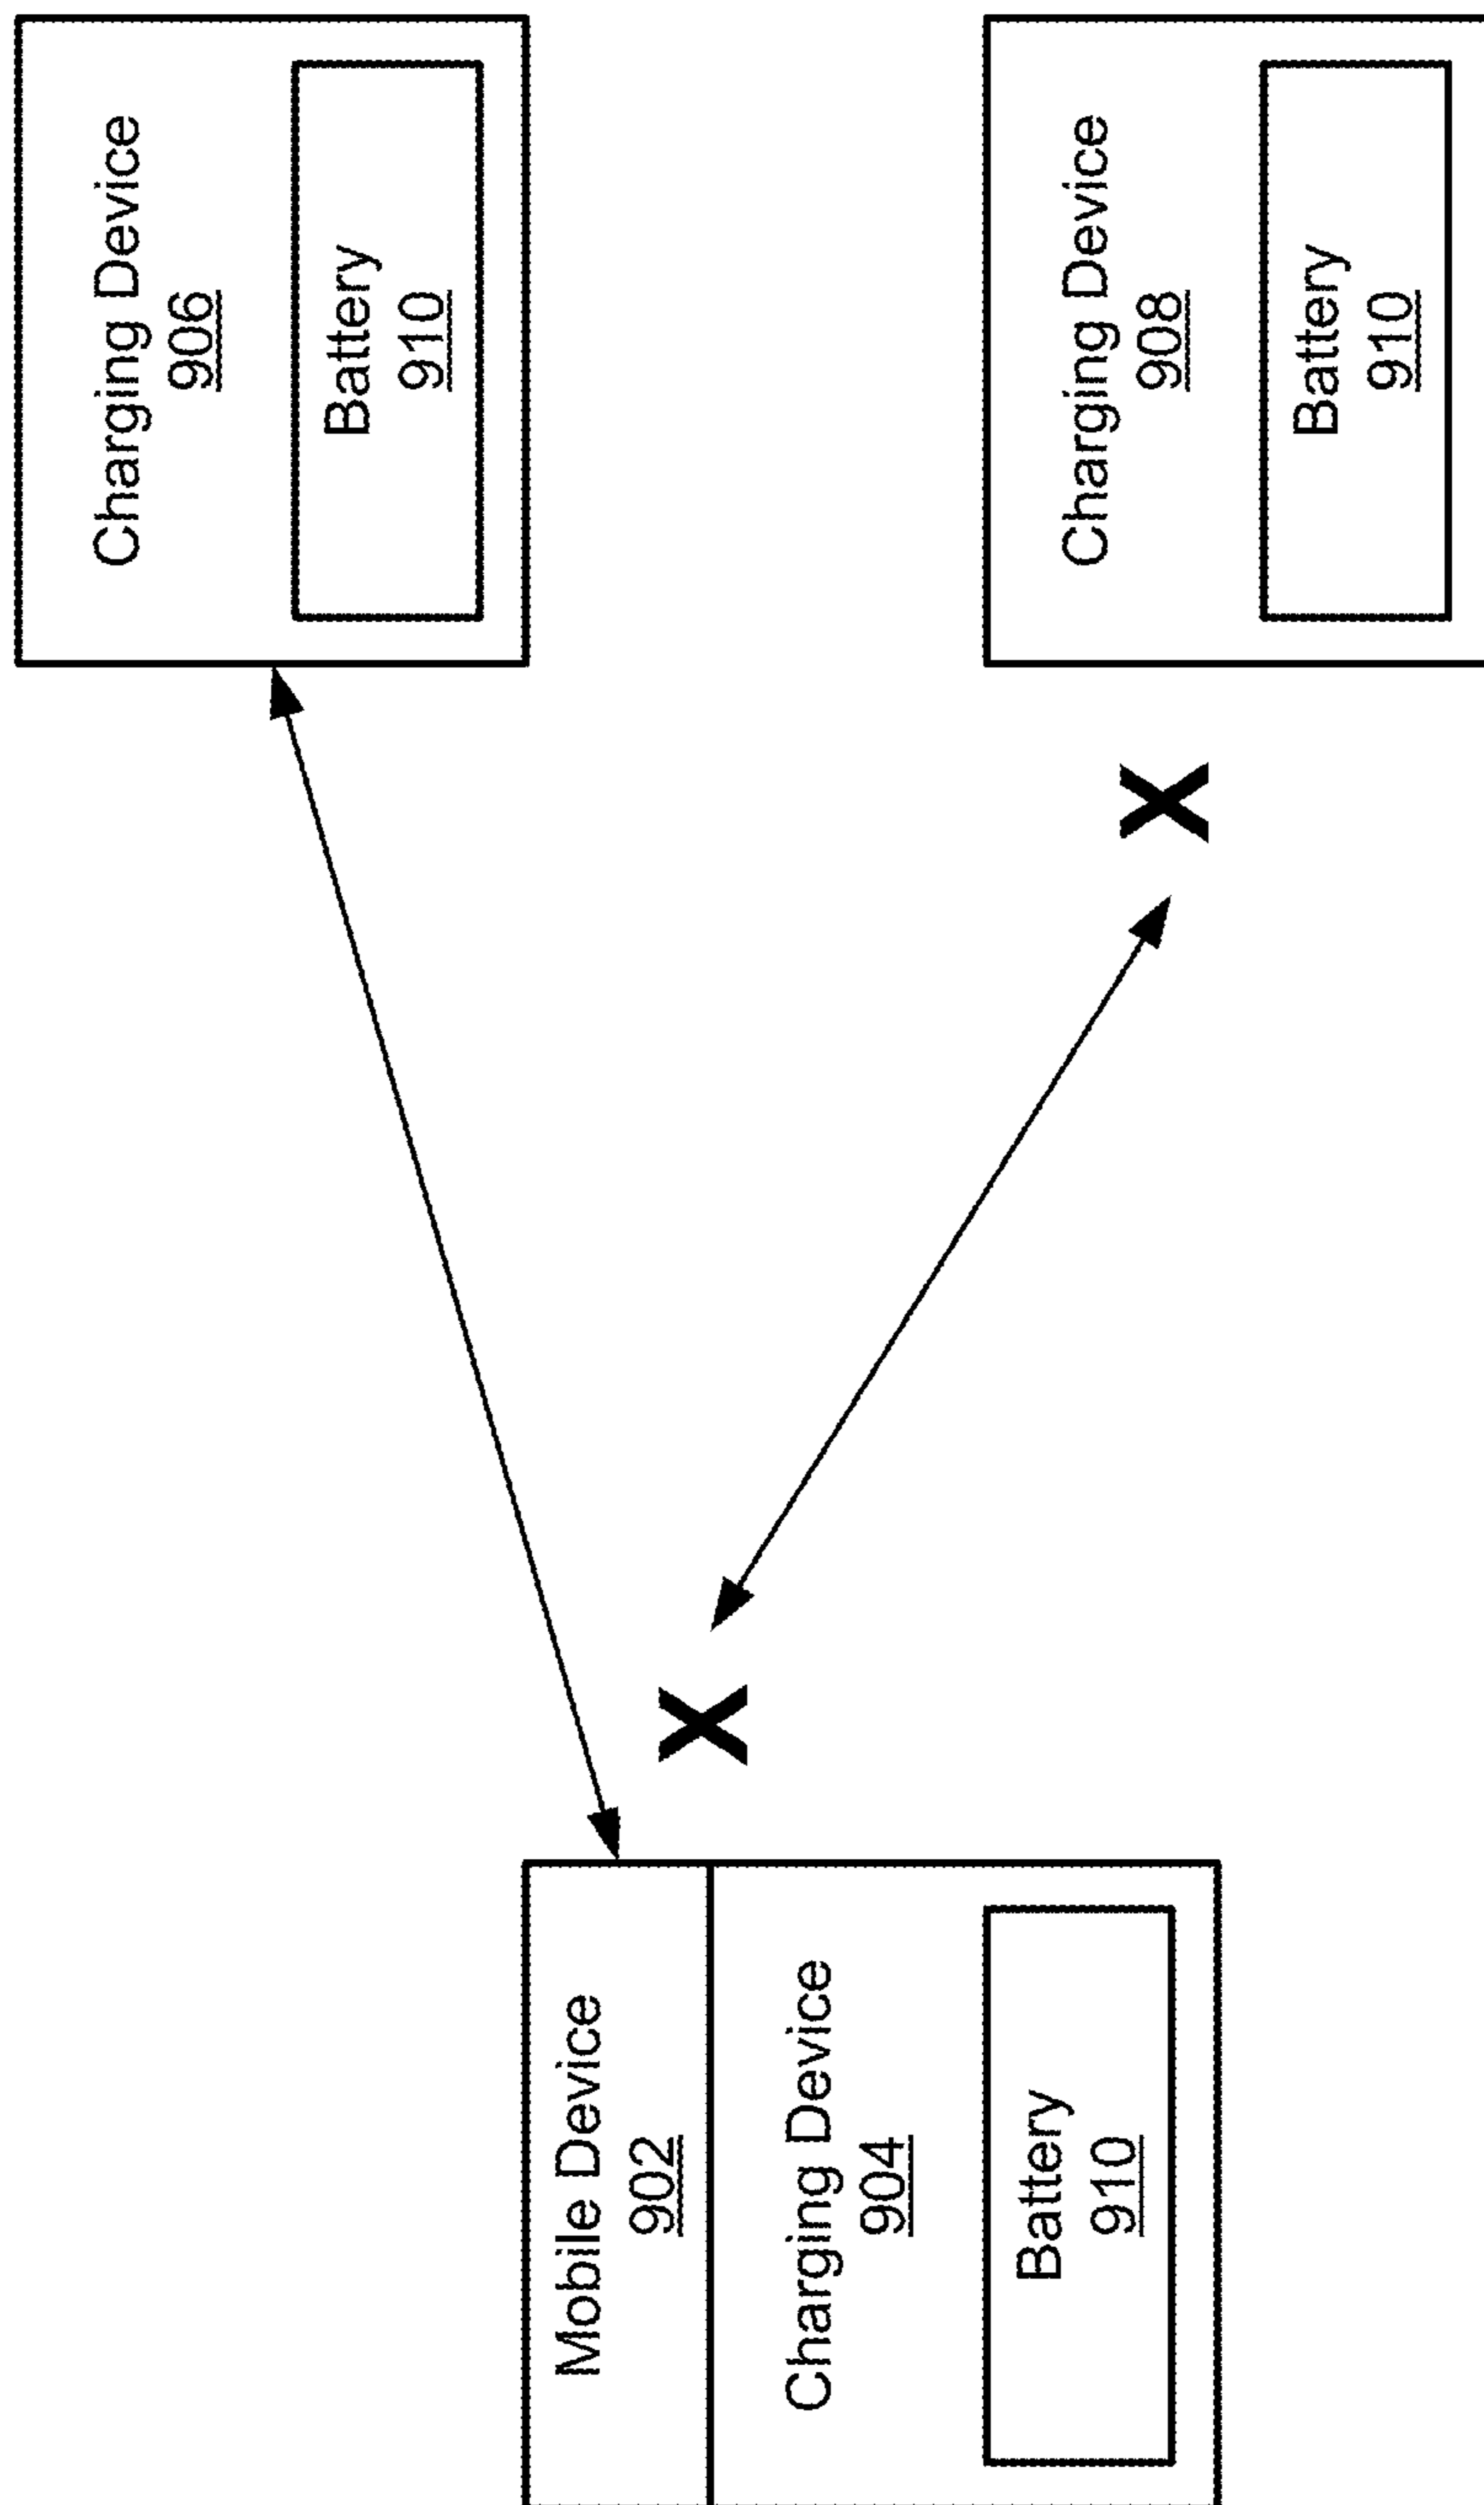 Mobile Device
902
Charging Device
904
Battery
910
Charging Device
906
Battery
910
X
X
Charging Device
908
Battery
910